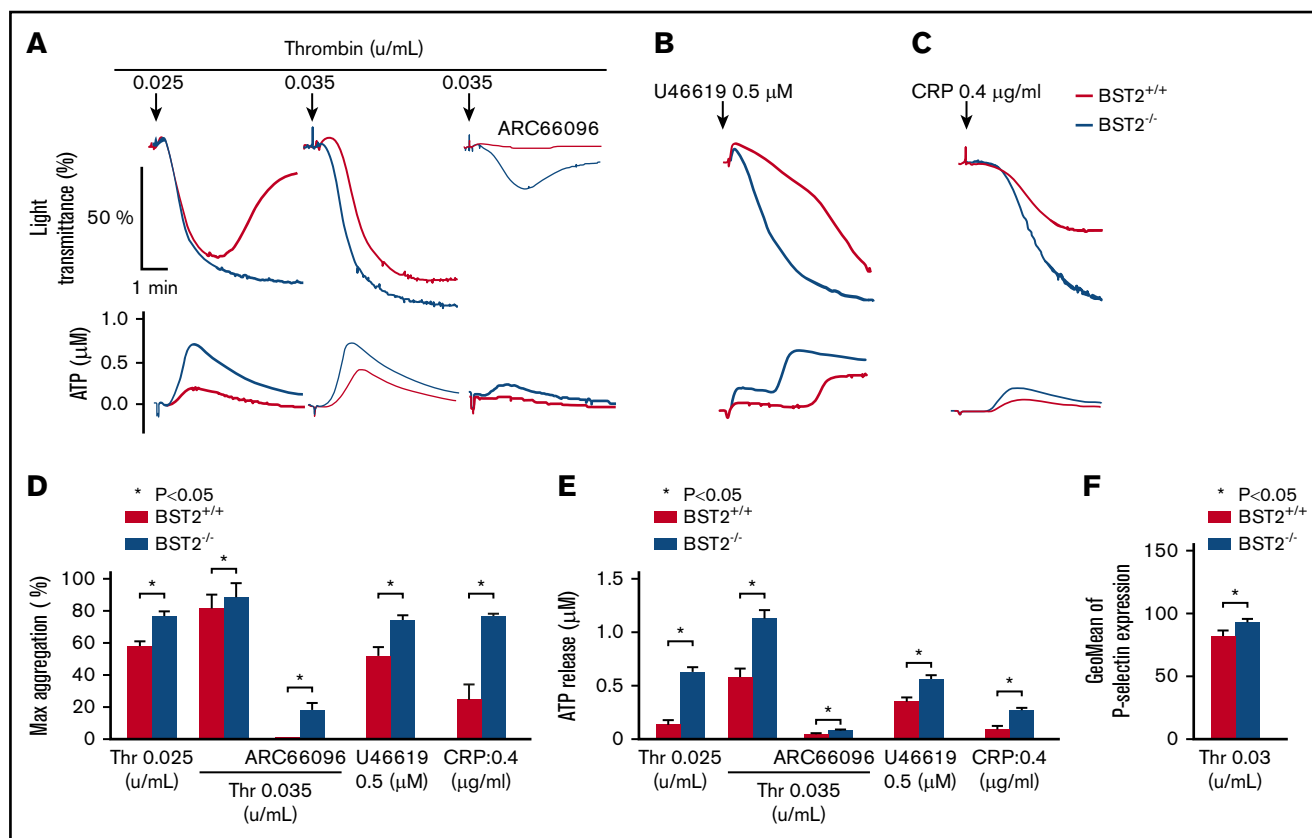 A
Thrombin (u/mL)
0.025
0.035
0.035
ARC66096
Light
transmittance (%)
50 %
1 min
ATP (μM)
1.0
0.5
0.0
B
U46619 0.5 μM
C
CRP 0.4 μg/ml
BST2+/+
BST2-/-
D
* P<0.05
BST2+/+
BST2-/-
Max aggregation ( %)
100
80
60
40
20
0
*
*
*
*
*
Thr 0.025
(u/mL)
ARC66096
Thr 0.035
(u/mL)
U46619
0.5 (μM)
CRP:0.4
(μg/ml)
E
* P<0.05
BST2+/+
BST2-/-
ATP release (μM)
1.5
1.0
0.5
0
*
*
*
*
*
Thr 0.025
(u/mL)
ARC66096
Thr 0.035
(u/mL)
U46619
0.5 (μM)
CRP:0.4
(μg/ml)
F
* P<0.05
BST2+/+
BST2-/-
GeoMean of
P-selectin expression
150
100
50
0
*
Thr 0.03
(u/mL)